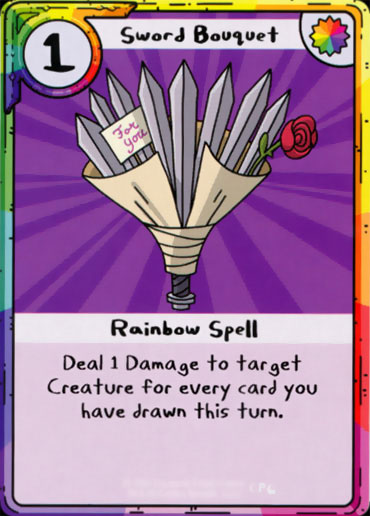 1
Sword Bouquet
For
you
Rainbow Spell
Deal 1 Damage to target
Creature for every card you
have drawn this turn.